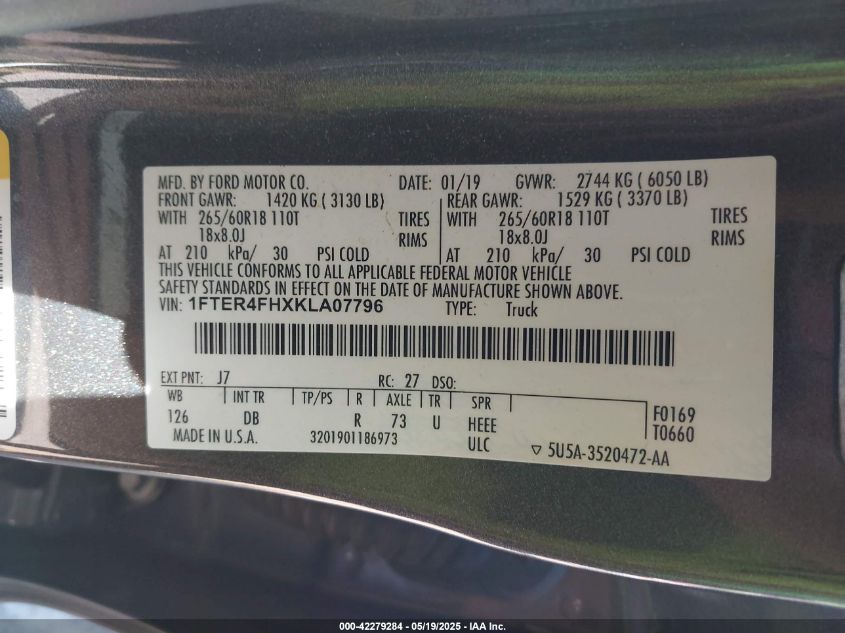 MFD. BY FORD MOTOR CO. DATE: 01/19 GVWR: 2744 KG ( 6050 LB)
FRONT GAWR: 1420 KG ( 3130 LB) REAR GAWR: 1529 KG ( 3370 LB)
WITH 265/60R18 110T TIRES WITH 265/60R18 110T TIRES
18x8.0J RIMS 18x8.0J RIMS
AT 210 kPa/ 30 PSI COLD AT 210 kPa/ 30 PSI COLD
THIS VEHICLE CONFORMS TO ALL APPLICABLE FEDERAL MOTOR VEHICLE
SAFETY STANDARDS IN EFFECT ON THE DATE OF MANUFACTURE SHOWN ABOVE.
VIN: 1FTER4FHXKLA07796 TYPE: Truck
EXT PNT: J7 RC: 27 DSO:
WB INT TR TP/PS R AXLE TR SPR
126 DB R 73 U HEEE F0169
MADE IN U.S.A. 3201901186973 ULC T0660
▽ 5U5A-3520472-AA
000-42279284 - 05/19/2025 - IAA Inc.